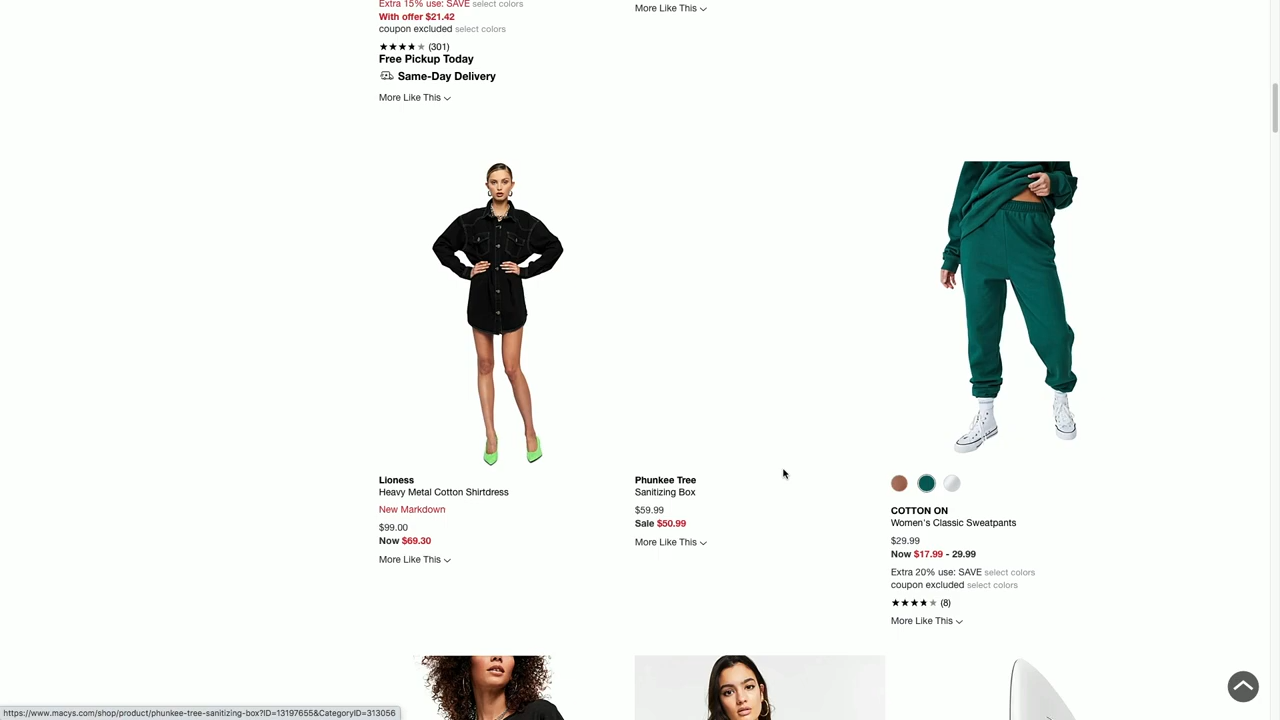 Extra 15% use: SAVE select colors
With offer $21.42
coupon excluded select colors
(301)
Free Pickup Today
Same-Day Delivery
More Like This
More Like This
Lioness
Heavy Metal Cotton Shirtdress
New Markdown
$99.00
Now $69.30
More Like This
Phunkee Tree
Sanitizing Box
$59.99
Sale $50.99
More Like This
COTTON ON
Women's Classic Sweatpants
$29.99
Now $17.99 - 29.99
Extra 20% use: SAVE select colors
coupon excluded select colors
(8)
More Like This
https://www.macys.com/shop/product/phunkee-tree-sanitizing-box?ID=13197655&CategoryID=313056